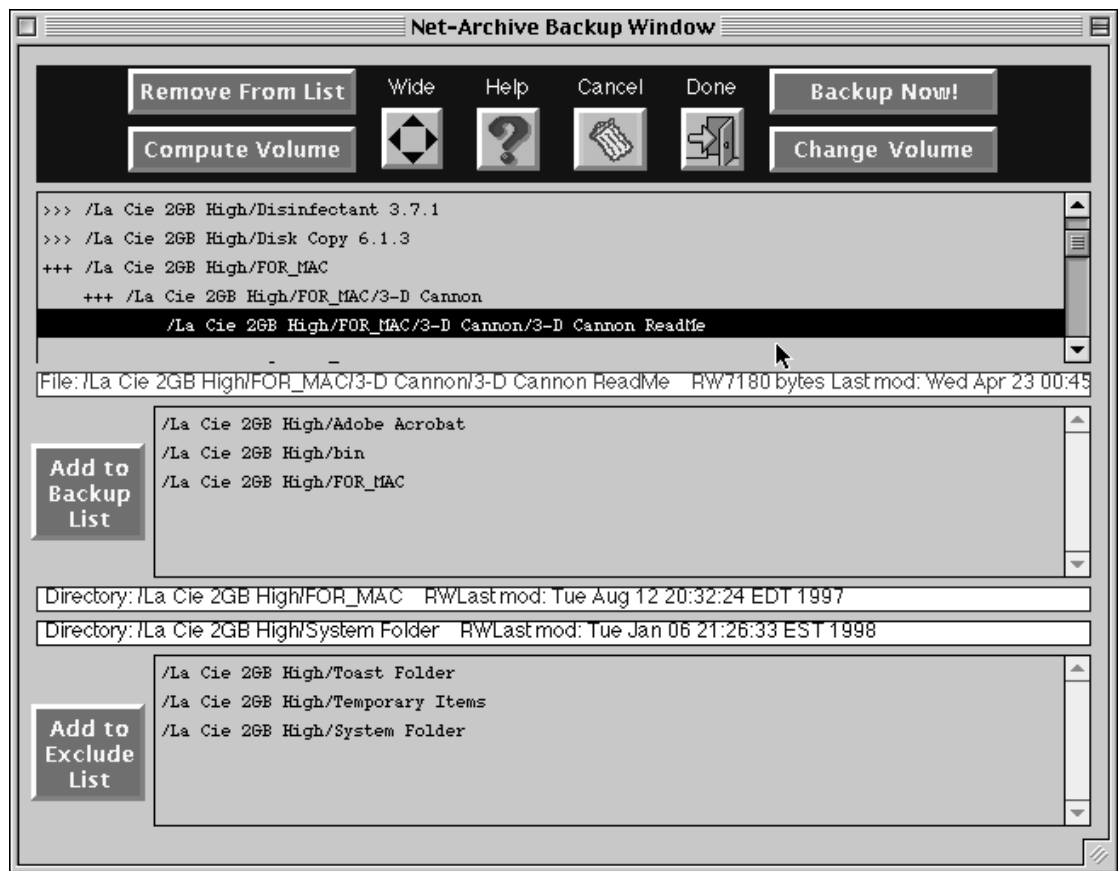 Net-Archive Backup Window
Remove From List
Wide
Help
Cancel
Done
Backup Now!
Compute Volume
Change Volume
>>> /La Cie 2GB High/Disinfectant 3.7.1
>>> /La Cie 2GB High/Disk Copy 6.1.3
+++ /La Cie 2GB High/FOR_MAC
+++ /La Cie 2GB High/FOR_MAC/3-D Cannon
/La Cie 2GB High/FOR_MAC/3-D Cannon/3-D Cannon ReadMe
File: /La Cie 2GB High/FOR_MAC/3-D Cannon/3-D Cannon ReadMe RW7180 bytes Last mod: Wed Apr 23 00:45
Add to
Backup
List
/La Cie 2GB High/Adobe Acrobat
/La Cie 2GB High/bin
/La Cie 2GB High/FOR_MAC
Directory: /La Cie 2GB High/FOR_MAC RWLast mod: Tue Aug 12 20:32:24 EDT 1997
Directory: /La Cie 2GB High/System Folder RWLast mod: Tue Jan 06 21:26:33 EST 1998
Add to
Exclude
List
/La Cie 2GB High/Toast Folder
/La Cie 2GB High/Temporary Items
/La Cie 2GB High/System Folder